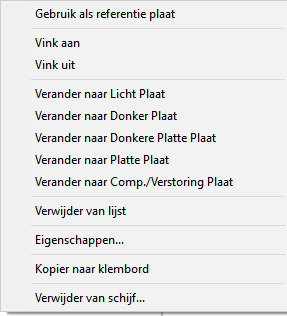 Gebruik als referentie plaat
Vink aan
Vink uit
Verander naar Licht Plaat
Verander naar Donker Plaat
Verander naar Donkere Platte Plaat
Verander naar Platte Plaat
Verander naar Comp./Verstoring Plaat
Verwijder van lijst
Eigenschappen...
Kopier naar klembord
Verwijder van schijf...